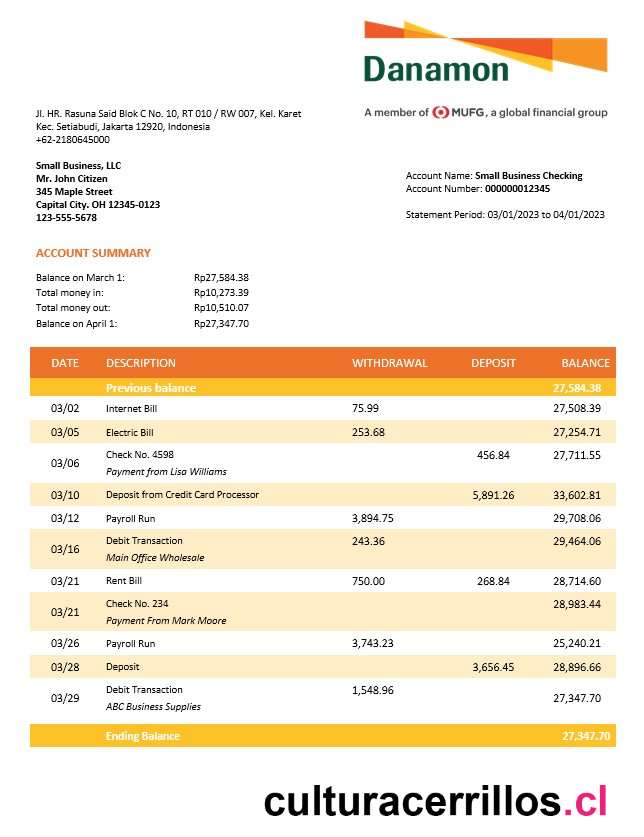 Danamon
A member of MUFG, a global financial group
Jl. HR. Rasuna Said Blok C No. 10, RT 010 / RW 007, Kel. Karet
Kec. Setiabudi, Jakarta 12920, Indonesia
+62-2180645000
Small Business, LLC
Mr. John Citizen
345 Maple Street
Capital City. OH 12345-0123
123-555-5678
Account Name: Small Business Checking
Account Number: 000000012345
Statement Period: 03/01/2023 to 04/01/2023
ACCOUNT SUMMARY
Balance on March 1: Rp27,584.38
Total money in: Rp10,273.39
Total money out: Rp10,510.07
Balance on April 1: Rp27,347.70
DATE DESCRIPTION WITHDRAWAL DEPOSIT BALANCE
Previous balance 27,584.38
03/02 Internet Bill 75.99 27,508.39
03/05 Electric Bill 253.68 27,254.71
03/06 Check No. 4598 456.84 27,711.55
Payment from Lisa Williams
03/10 Deposit from Credit Card Processor 5,891.26 33,602.81
03/12 Payroll Run 3,894.75 29,708.06
03/16 Debit Transaction 243.36 29,464.06
Main Office Wholesale
03/21 Rent Bill 750.00 268.84 28,714.60
03/21 Check No. 234 28,983.44
Payment From Mark Moore
03/26 Payroll Run 3,743.23 25,240.21
03/28 Deposit 3,656.45 28,896.66
03/29 Debit Transaction 1,548.96 27,347.70
ABC Business Supplies
Ending Balance 27,347.70
culturacerrillos.cl